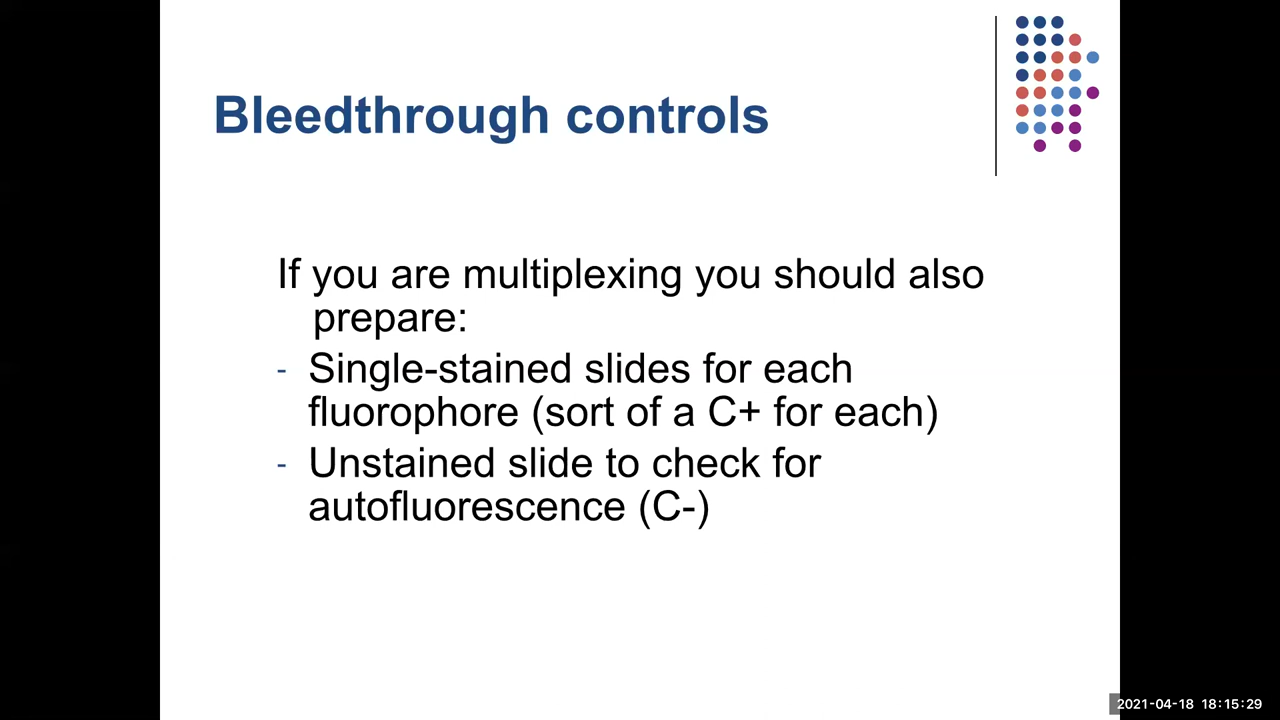 Bleedthrough controls
If you are multiplexing you should also
prepare:
- Single-stained slides for each
fluorophore (sort of a C+ for each)
- Unstained slide to check for
autofluorescence (C-)
2021-04-18 18:15:29